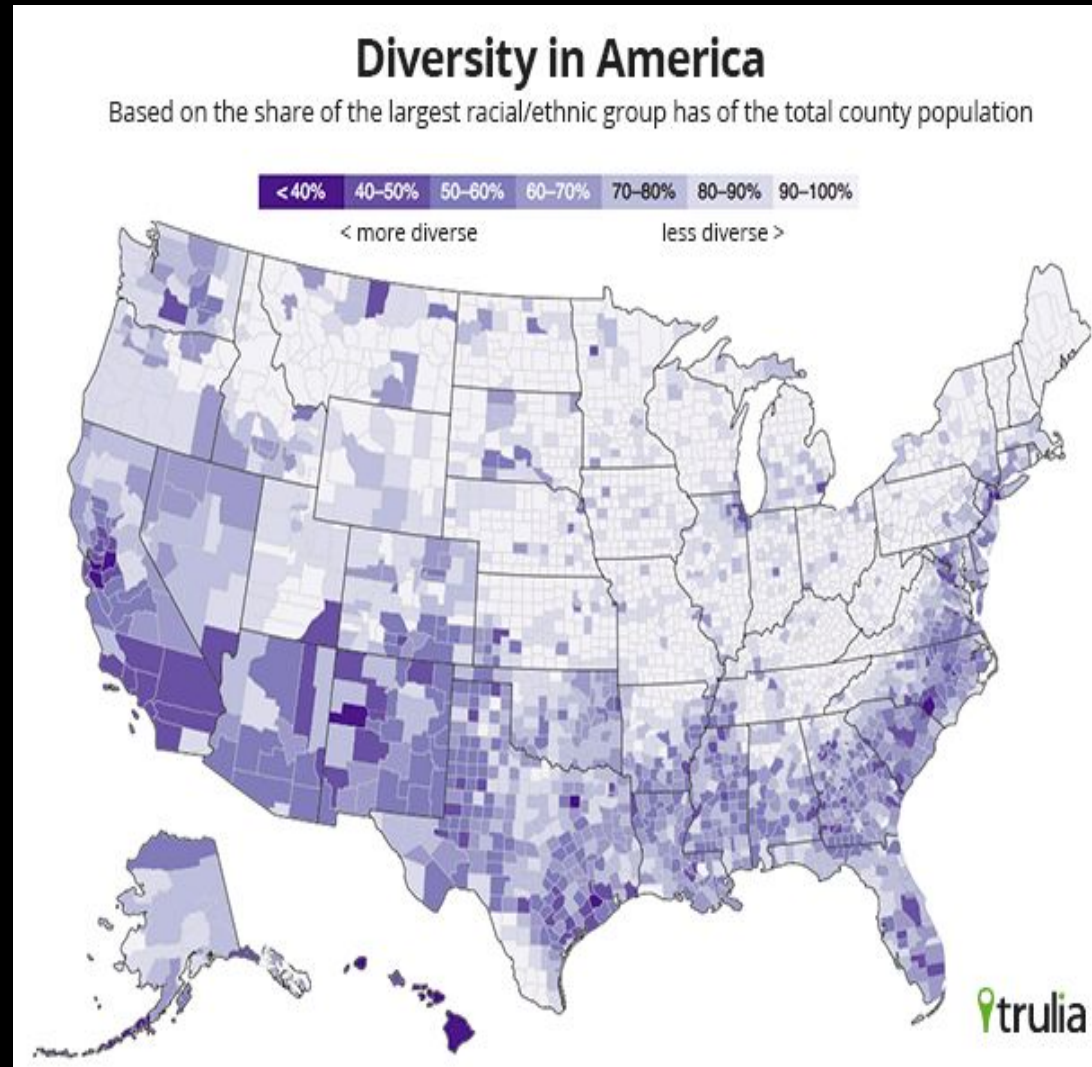 Diversity in America
Based on the share of the largest racial/ethnic group has of the total county population
<40% 40–50% 50–60% 60–70% 70–80% 80–90% 90–100%
< more diverse less diverse >
trulia